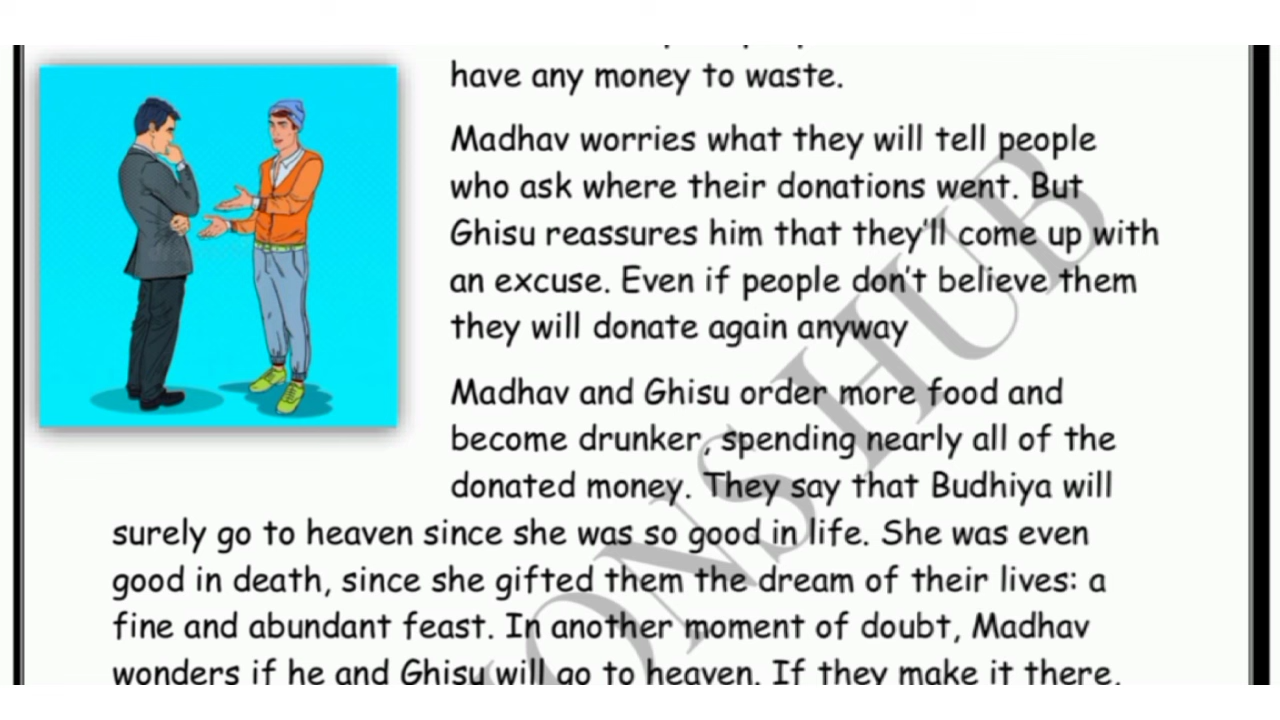 have any money to waste.
Madhav worries what they will tell people
who ask where their donations went. But
Ghisu reassures him that they'll come up with
an excuse. Even if people don't believe them
they will donate again anyway
Madhav and Ghisu order more food and
become drunker, spending nearly all of the
donated money. They say that Budhiya will
surely go to heaven since she was so good in life. She was even
good in death, since she gifted them the dream of their lives: a
fine and abundant feast. In another moment of doubt, Madhav
wonders if he and Ghisu will go to heaven. If they make it there,
IONS HUB